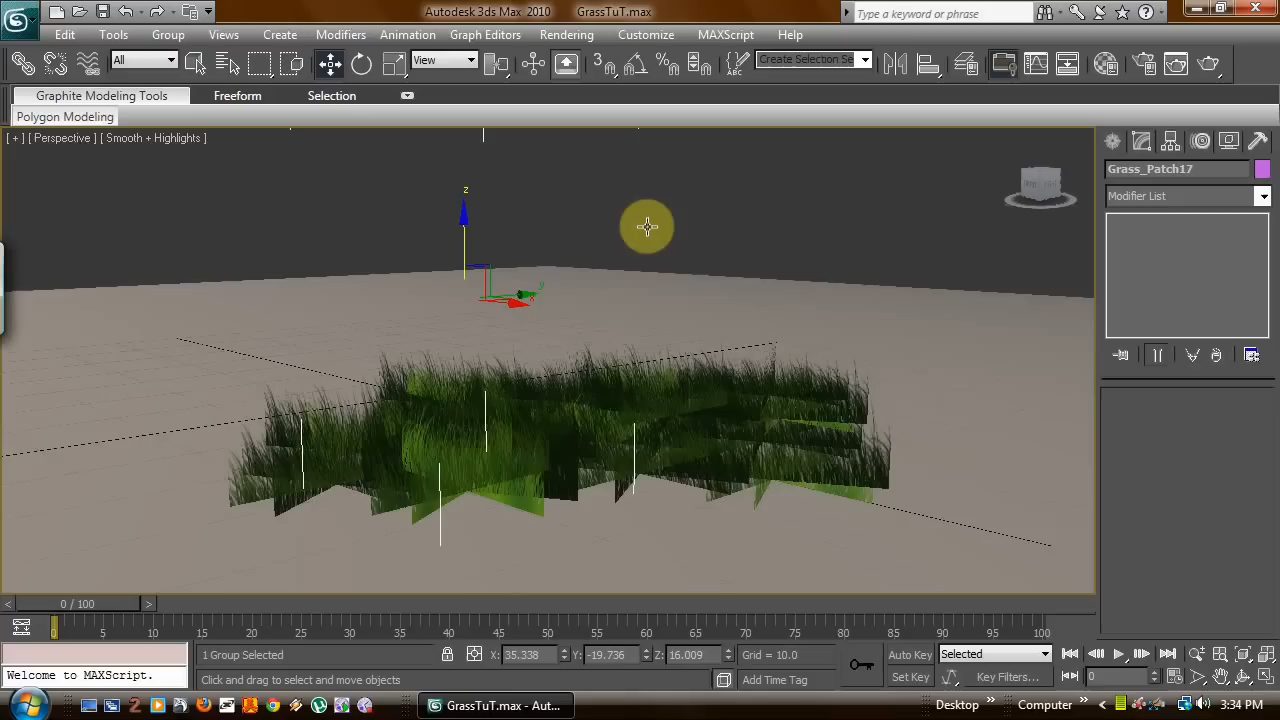 Autodesk 3ds Max 2010 GrassTuT.max
Type a keyword or phrase
Edit Tools Group Views Create Modifiers Animation Graph Editors Rendering Customize MAXScript Help
All View Create Selection Se
Graphite Modeling Tools Freeform Selection
Polygon Modeling
[ + ] [ Perspective ] [ Smooth + Highlights ]
Grass_Patch17
Modifier List
z
y
x
< 0 / 100 >
0 5 10 15 20 25 30 35 40 45 50 55 60 65 70 75 80 85 90 95 100
1 Group Selected X: 35.338 Y: -19.736 Z: 16.009 Grid = 10.0 Auto Key Selected
Welcome to MAXScript. Click and drag to select and move objects Add Time Tag Set Key Key Filters... 0
GrassTuT.max - Aut... Desktop » Computer » 3:34 PM